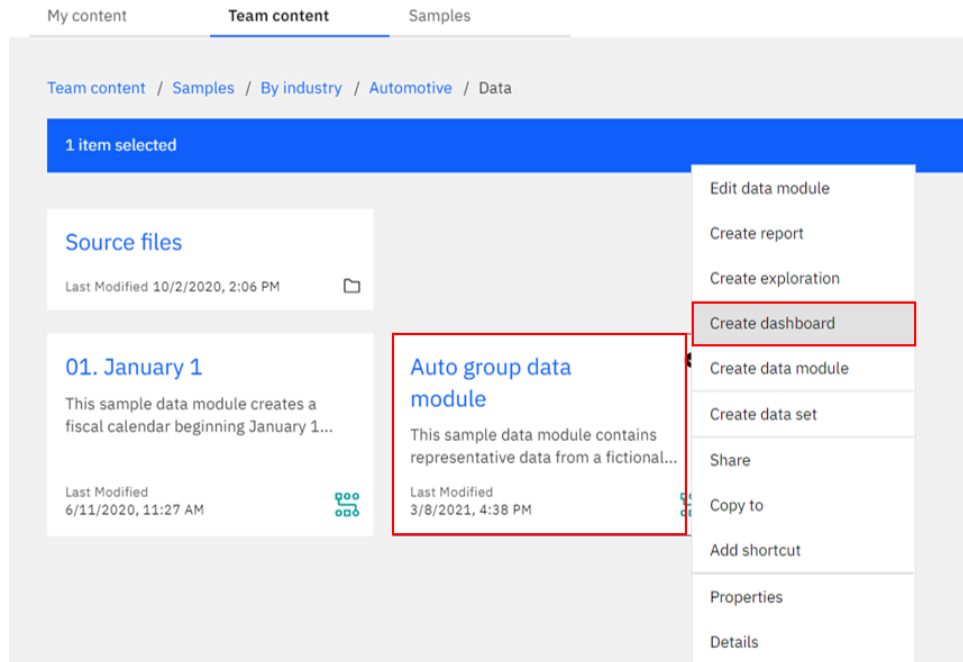 My content Team content Samples
Team content / Samples / By industry / Automotive / Data
1 item selected
Source files
Last Modified 10/2/2020, 2:06 PM
01. January 1
This sample data module creates a
fiscal calendar beginning January 1...
Last Modified
6/11/2020, 11:27 AM
Auto group data
module
This sample data module contains
representative data from a fictional...
Last Modified
3/8/2021, 4:38 PM
Edit data module
Create report
Create exploration
Create dashboard
Create data module
Create data set
Share
Copy to
Add shortcut
Properties
Details